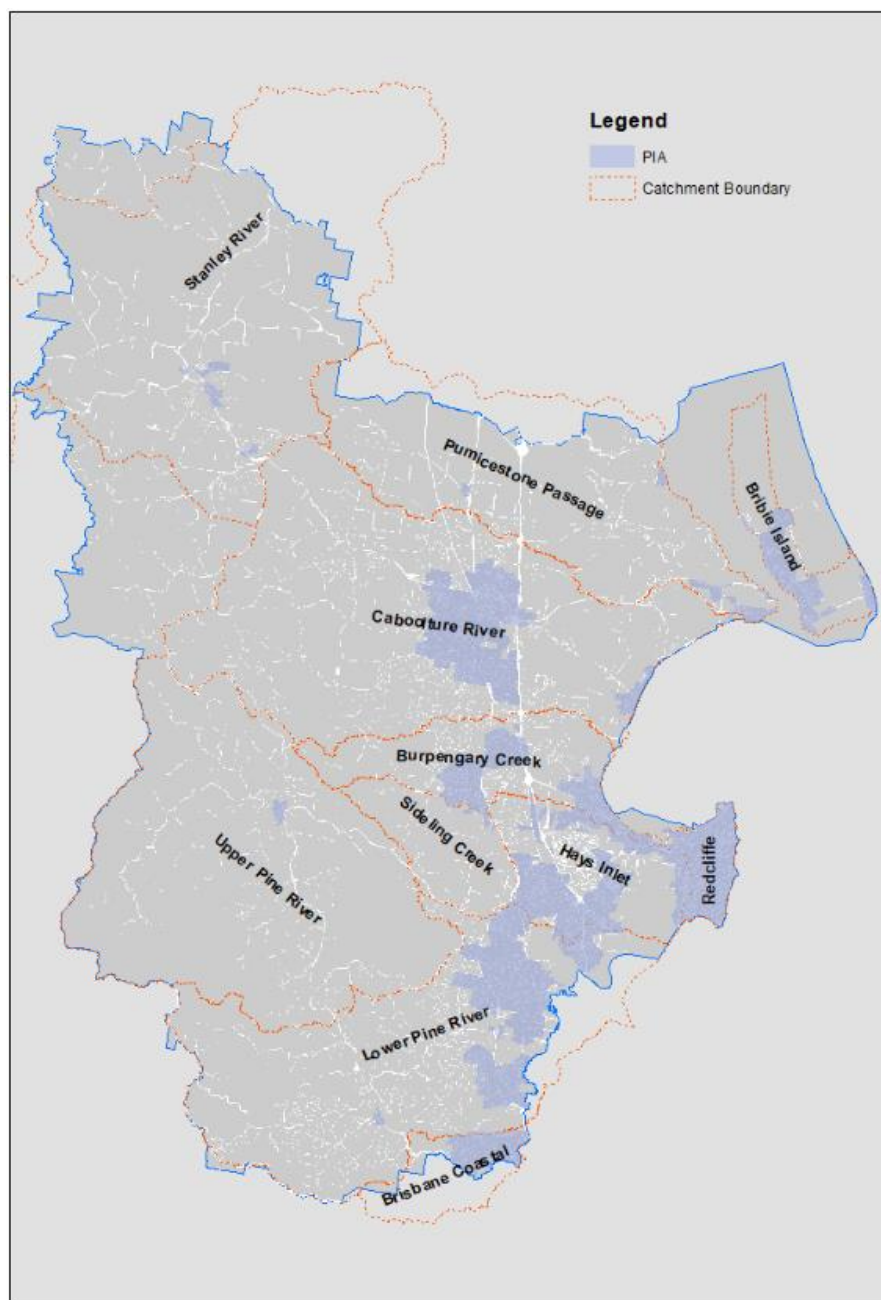 Legend
PIA
Catchment Boundary
Stanley River
Pumicestone Passage
Bribie Island
Caboolture River
Burpengary Creek
Sideling Creek
Hays Inlet
Redcliffe
Upper Pine River
Lower Pine River
Brisbane Coastal